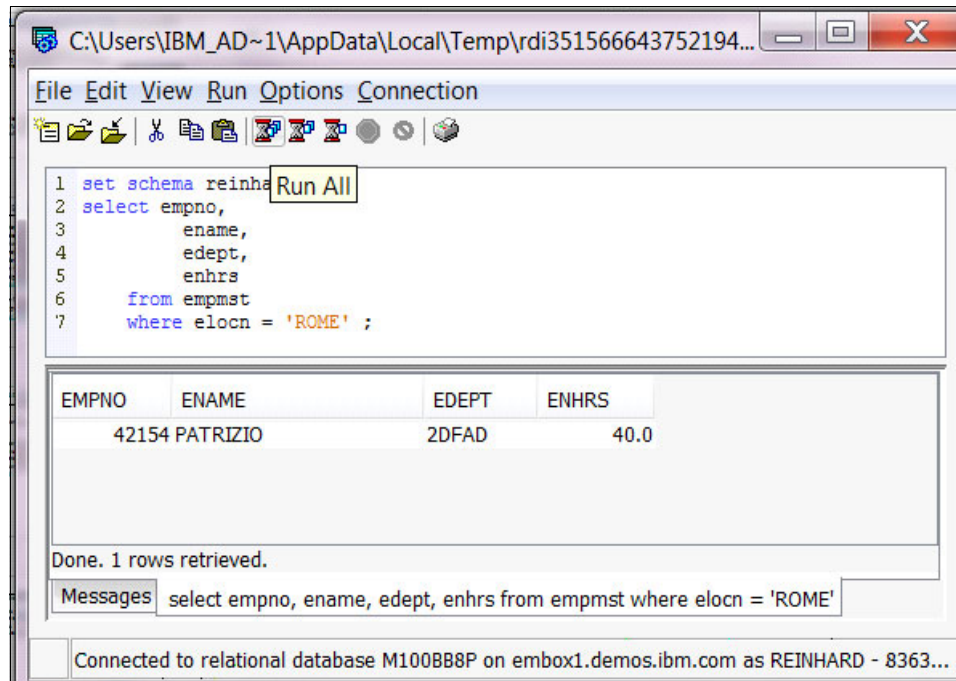 C:\Users\IBM_AD~1\AppData\Local\Temp\rdi351566643752194...
File Edit View Run Options Connection
1 set schema reinha
Run All
2 select empno,
3 ename,
4 edept,
5 enhrs
6 from empmst
7 where elocn = 'ROME' ;
EMPNO ENAME EDEPT ENHRS
42154 PATRIZIO 2DFAD 40.0
Done. 1 rows retrieved.
Messages select empno, ename, edept, enhrs from empmst where elocn = 'ROME'
Connected to relational database M100BB8P on embox1.demos.ibm.com as REINHARD - 8363...